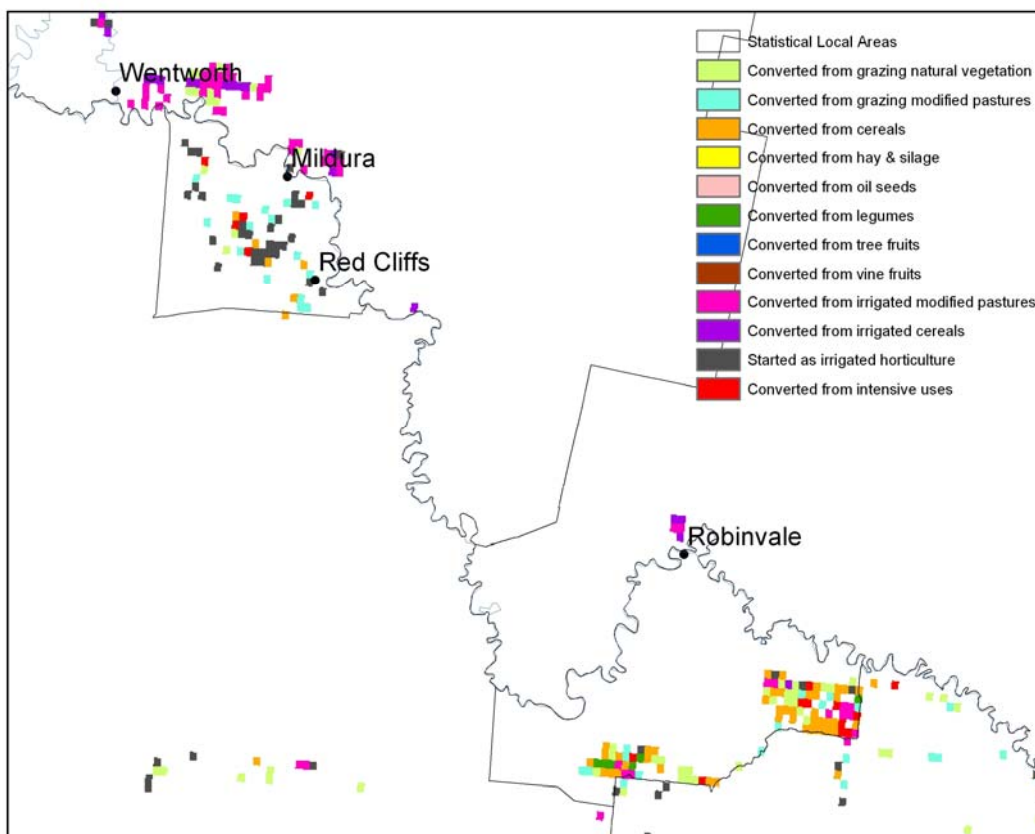 Wentworth
Mildura
Red Cliffs
Robinvale
Statistical Local Areas
Converted from grazing natural vegetation
Converted from grazing modified pastures
Converted from cereals
Converted from hay & silage
Converted from oil seeds
Converted from legumes
Converted from tree fruits
Converted from vine fruits
Converted from irrigated modified pastures
Converted from irrigated cereals
Started as irrigated horticulture
Converted from intensive uses